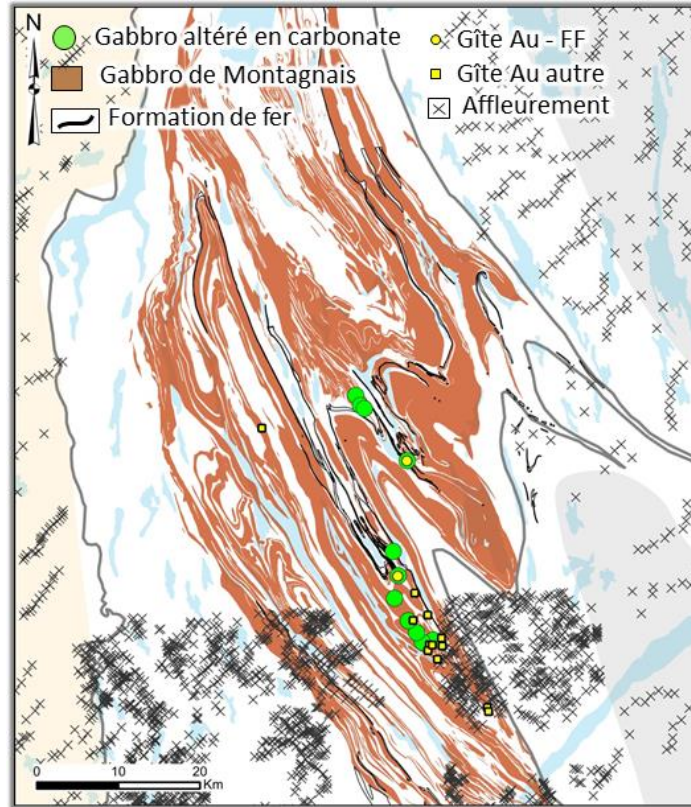 N
Gabbro altéré en carbonate
Gabbro de Montagnais
Formation de fer
Gîte Au - FF
Gîte Au autre
Affleurement
0 10 20
Km